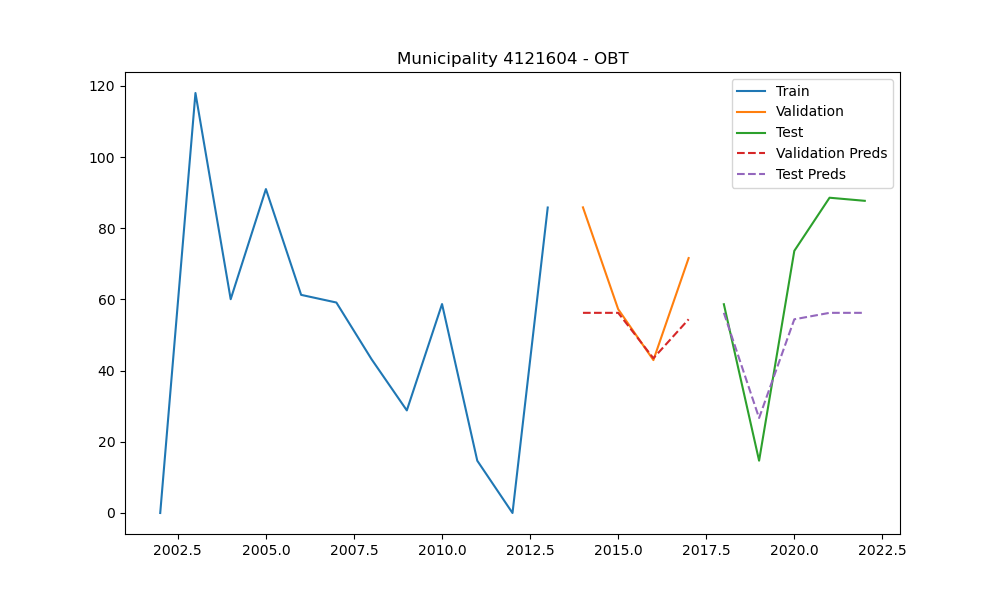 Municipality 4121604 - OBT
120
100
80
60
40
20
0
Train
Validation
Test
Validation Preds
Test Preds
2002.5 2005.0 2007.5 2010.0 2012.5 2015.0 2017.5 2020.0 2022.5